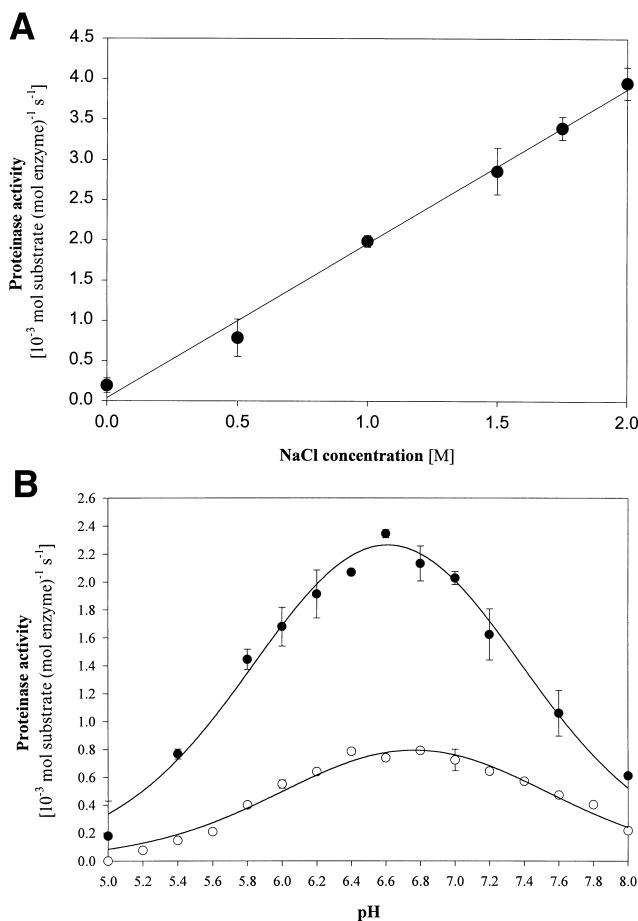 A
4.5
4.0
3.5
3.0
2.5
2.0
1.5
1.0
0.5
0.0
Proteinase activity
[10-3 mol substrate (mol enzyme)-1 s-1]
0.0 0.5 1.0 1.5 2.0
NaCl concentration [M]
B
2.6
2.4
2.2
2.0
1.8
1.6
1.4
1.2
1.0
0.8
0.6
0.4
0.2
0.0
Proteinase activity
[10-3 mol substrate (mol enzyme)-1 s-1]
5.0 5.2 5.4 5.6 5.8 6.0 6.2 6.4 6.6 6.8 7.0 7.2 7.4 7.6 7.8 8.0
pH